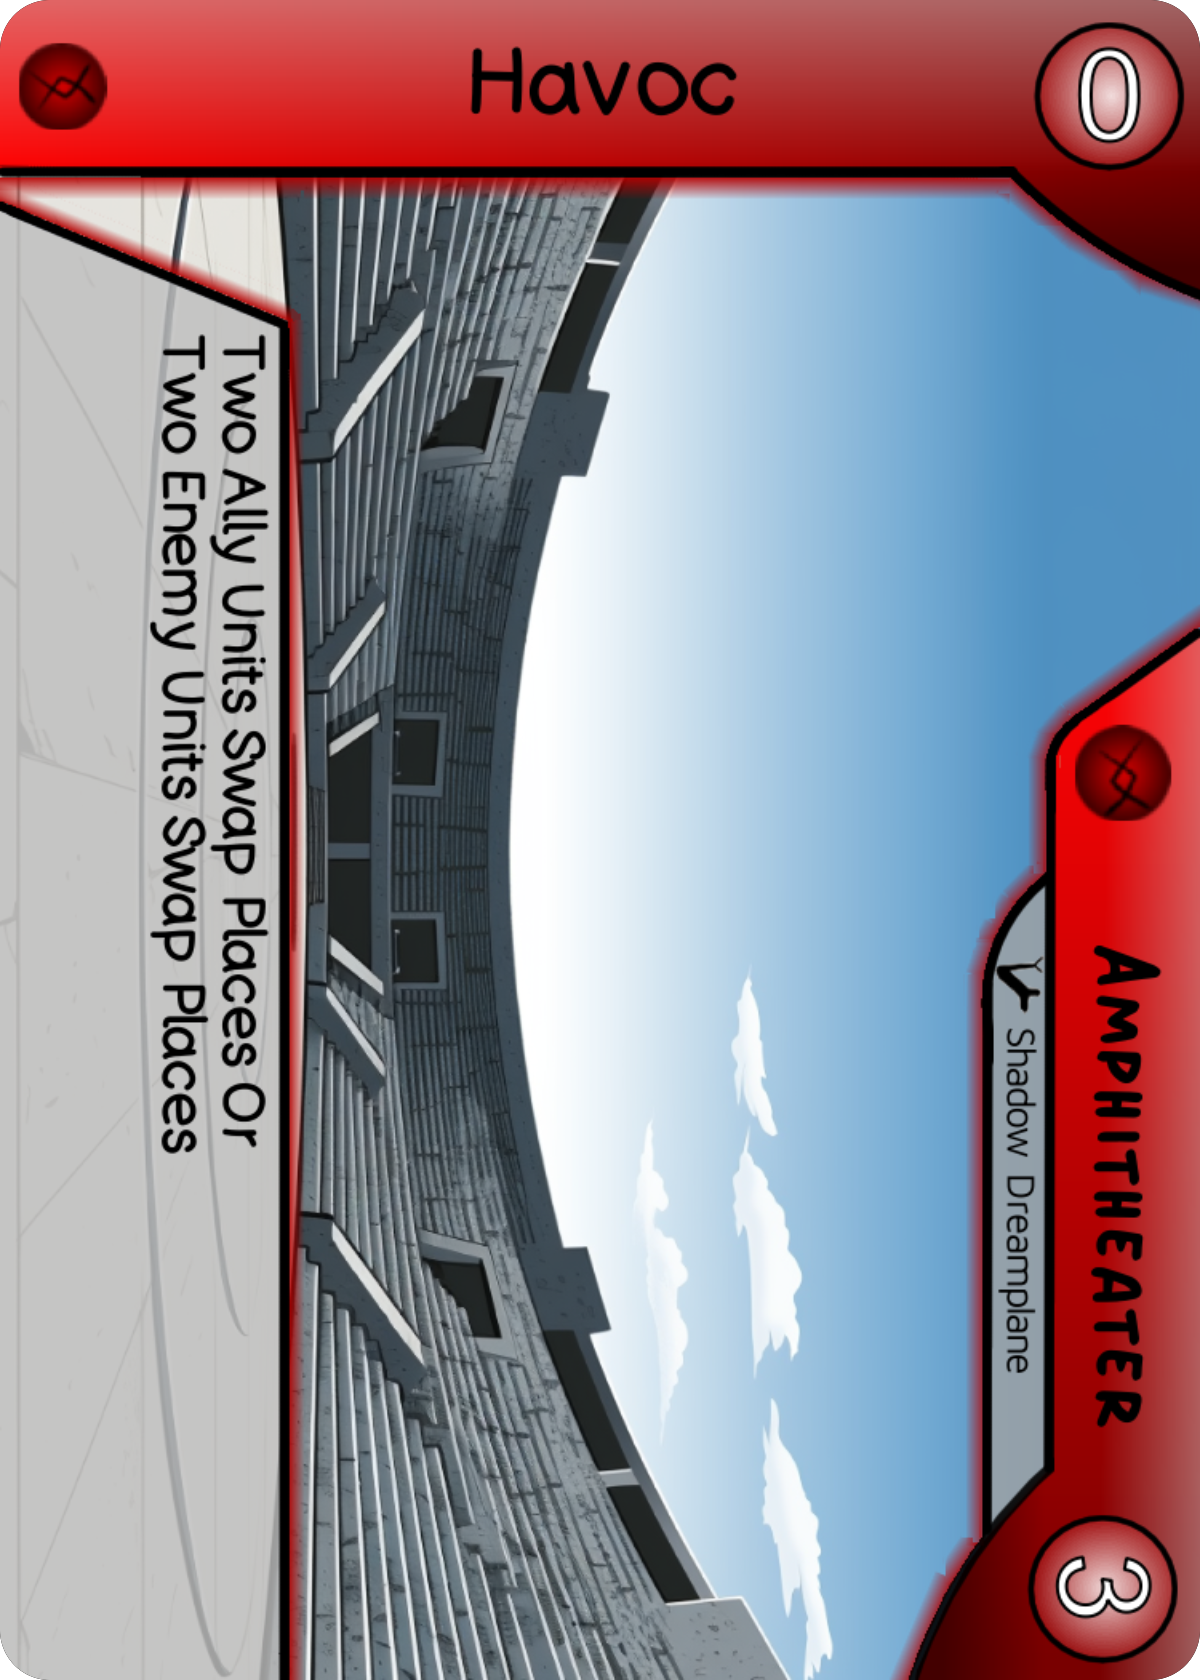 Havoc
0
AMPHITHEATER
3
Shadow Dreamplane
Two Ally Units Swap Places Or
Two Enemy Units Swap Places